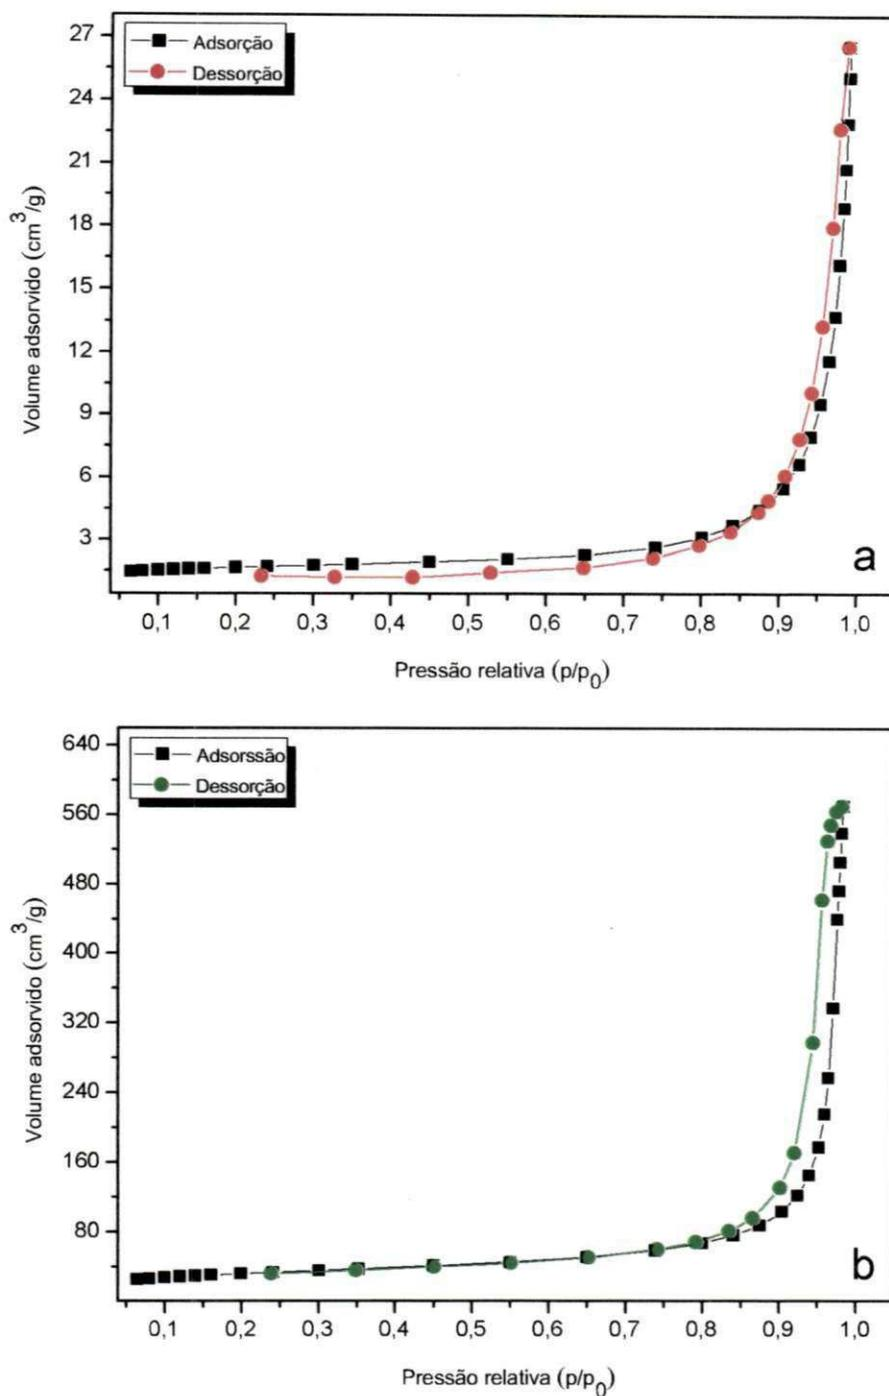 Adsorção
Dessorção
Volume adsorvido (cm³/g)
27
24
21
18
15
12
9
6
3
0,1 0,2 0,3 0,4 0,5 0,6 0,7 0,8 0,9 1,0
Pressão relativa (p/p₀)
a
Adsorssão
Dessorção
Volume adsorvido (cm³/g)
640
560
480
400
320
240
160
80
0,1 0,2 0,3 0,4 0,5 0,6 0,7 0,8 0,9 1,0
Pressão relativa (p/p₀)
b